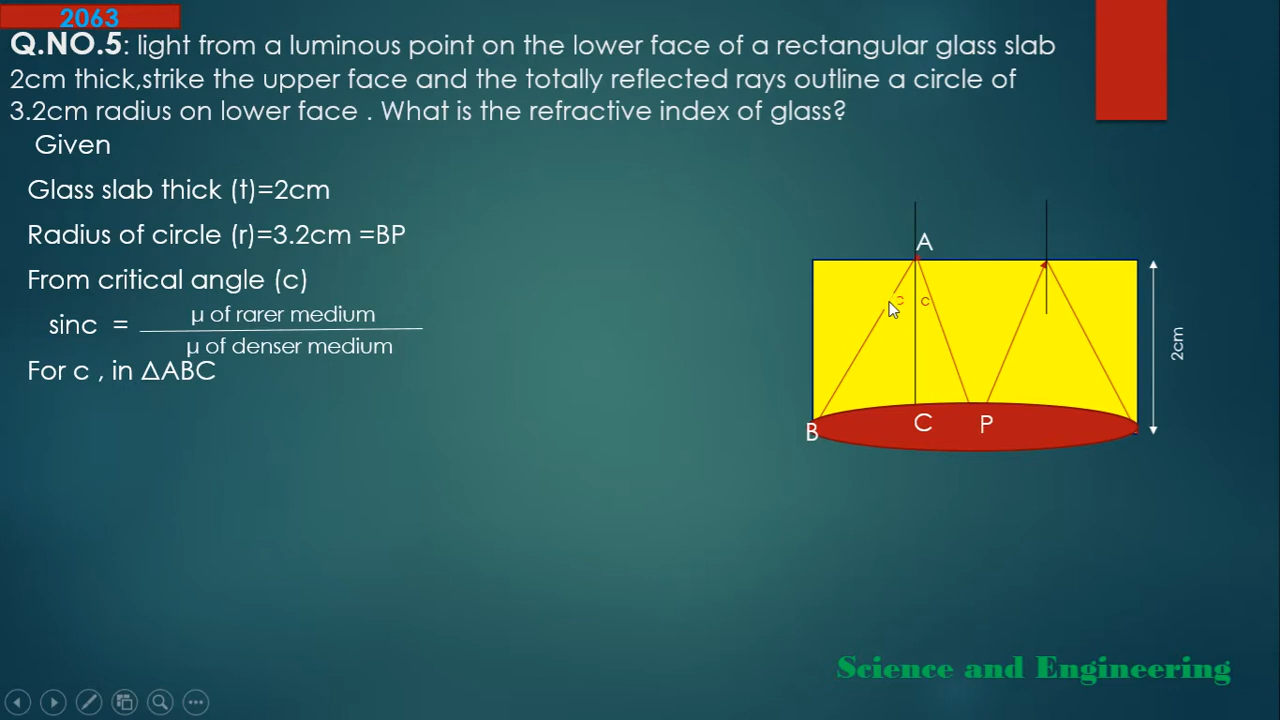 2063
Q.NO.5: light from a luminous point on the lower face of a rectangular glass slab
2cm thick,strike the upper face and the totally reflected rays outline a circle of
3.2cm radius on lower face . What is the refractive index of glass?
Given
Glass slab thick (t)=2cm
Radius of circle (r)=3.2cm =BP
From critical angle (c)
sinc =
μ of rarer medium
μ of denser medium
For c , in ΔABC
A
c c
2cm
B C P
Science and Engineering